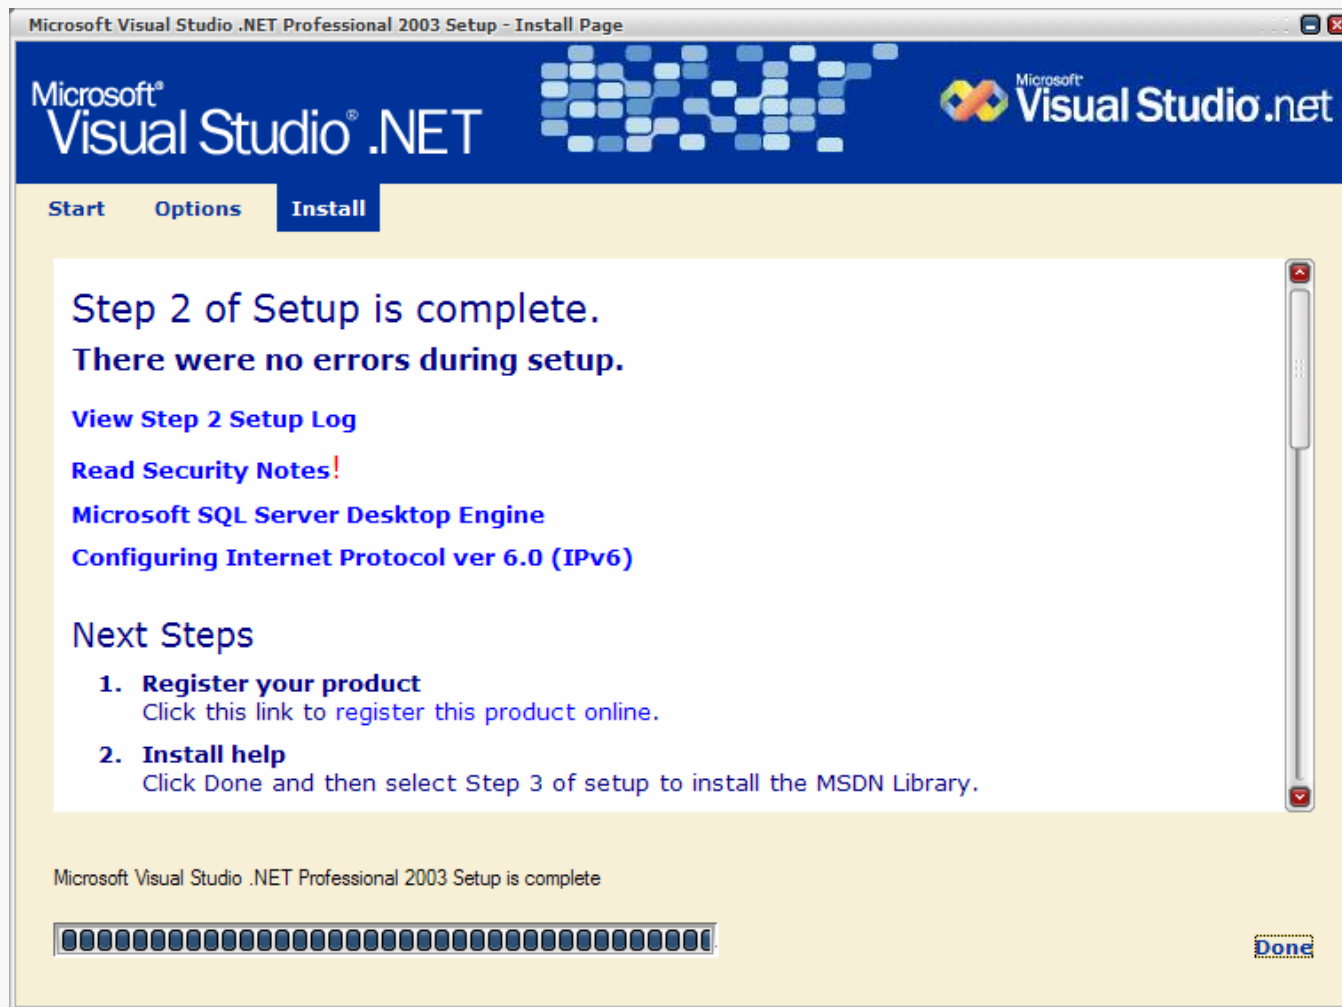 Microsoft Visual Studio .NET Professional 2003 Setup - Install Page
Microsoft®
Visual Studio® .NET
Microsoft®
Visual Studio .net
Start Options Install
Step 2 of Setup is complete.
There were no errors during setup.
View Step 2 Setup Log
Read Security Notes!
Microsoft SQL Server Desktop Engine
Configuring Internet Protocol ver 6.0 (IPv6)
Next Steps
1. Register your product
Click this link to register this product online.
2. Install help
Click Done and then select Step 3 of setup to install the MSDN Library.
Microsoft Visual Studio .NET Professional 2003 Setup is complete
Done